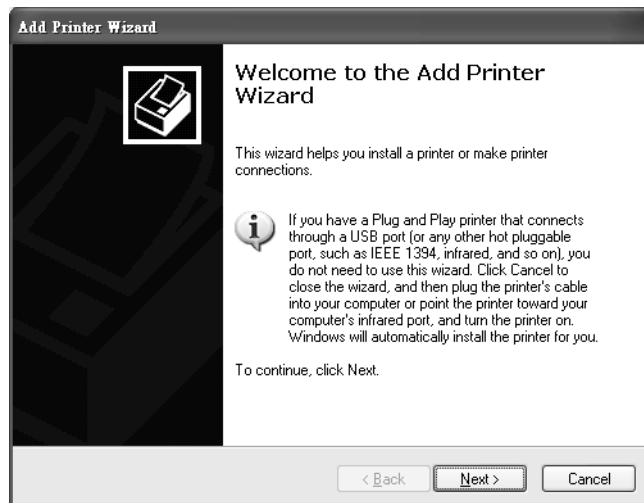 Add Printer Wizard
Welcome to the Add Printer
Wizard
This wizard helps you install a printer or make printer
connections.
If you have a Plug and Play printer that connects
through a USB port (or any other hot pluggable
port, such as IEEE 1394, infrared, and so on), you
do not need to use this wizard. Click Cancel to
close the wizard, and then plug the printer's cable
into your computer or point the printer toward your
computer's infrared port, and turn the printer on.
Windows will automatically install the printer for you.
To continue, click Next.
< Back
Next >
Cancel